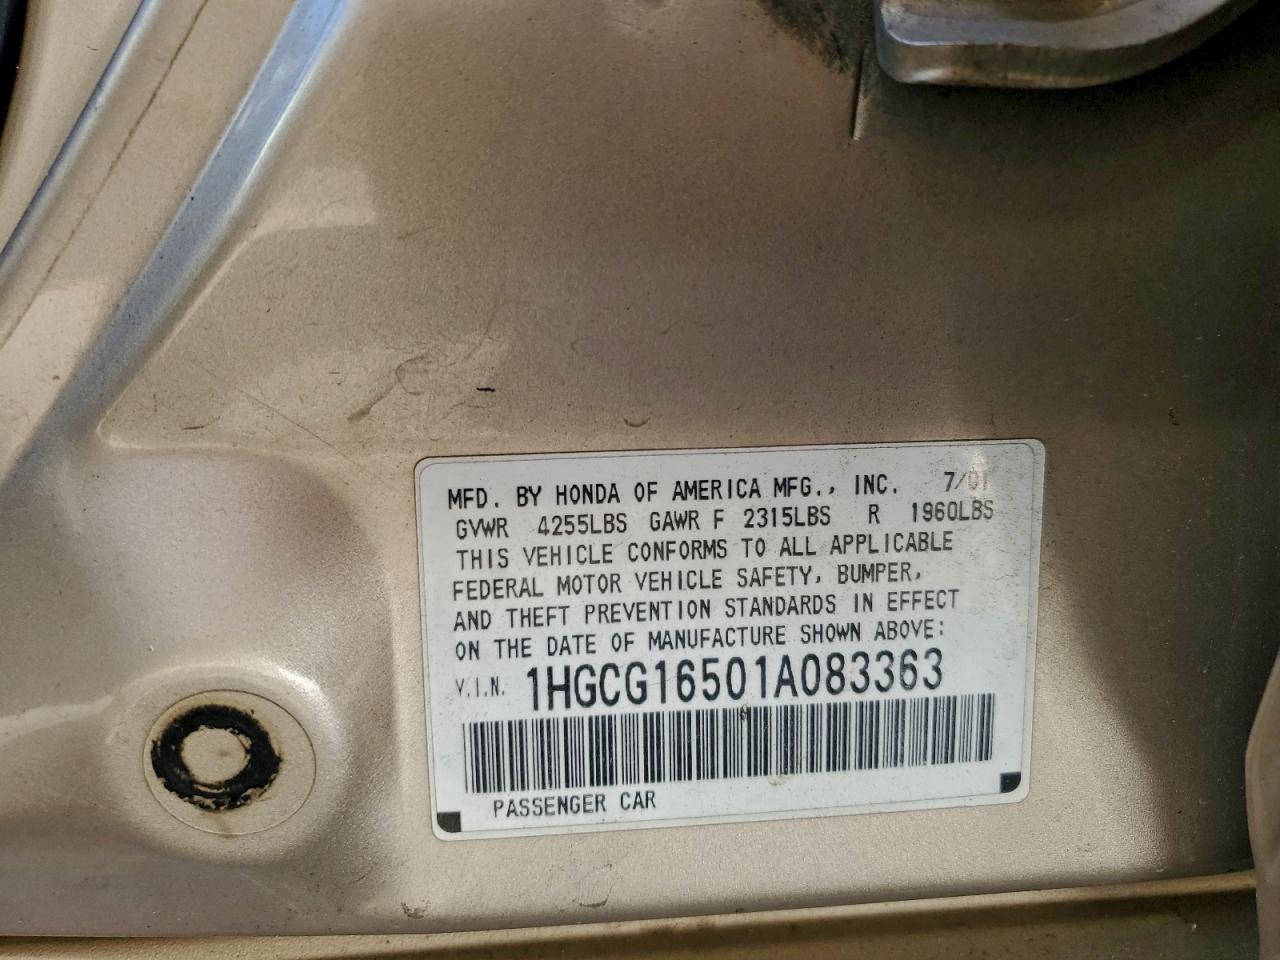 MFD. BY HONDA OF AMERICA MFG., INC. 7/01
GVWR 4255LBS GAWR F 2315LBS R 1960LBS
THIS VEHICLE CONFORMS TO ALL APPLICABLE
FEDERAL MOTOR VEHICLE SAFETY, BUMPER,
AND THEFT PREVENTION STANDARDS IN EFFECT
ON THE DATE OF MANUFACTURE SHOWN ABOVE:
V.I.N. 1HGCG16501A083363
PASSENGER CAR